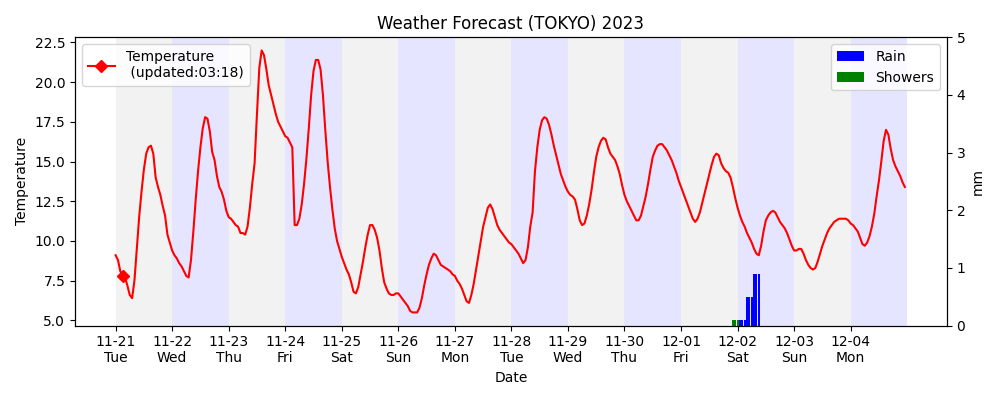 Weather Forecast (TOKYO) 2023
Temperature
(updated:03:18)
Rain
Showers
22.5
20.0
17.5
15.0
12.5
10.0
7.5
5.0
Temperature
5
4
3
2
1
0
mm
11-21 11-22 11-23 11-24 11-25 11-26 11-27 11-28 11-29 11-30 12-01 12-02 12-03 12-04
Tue Wed Thu Fri Sat Sun Mon Tue Wed Thu Fri Sat Sun Mon
Date